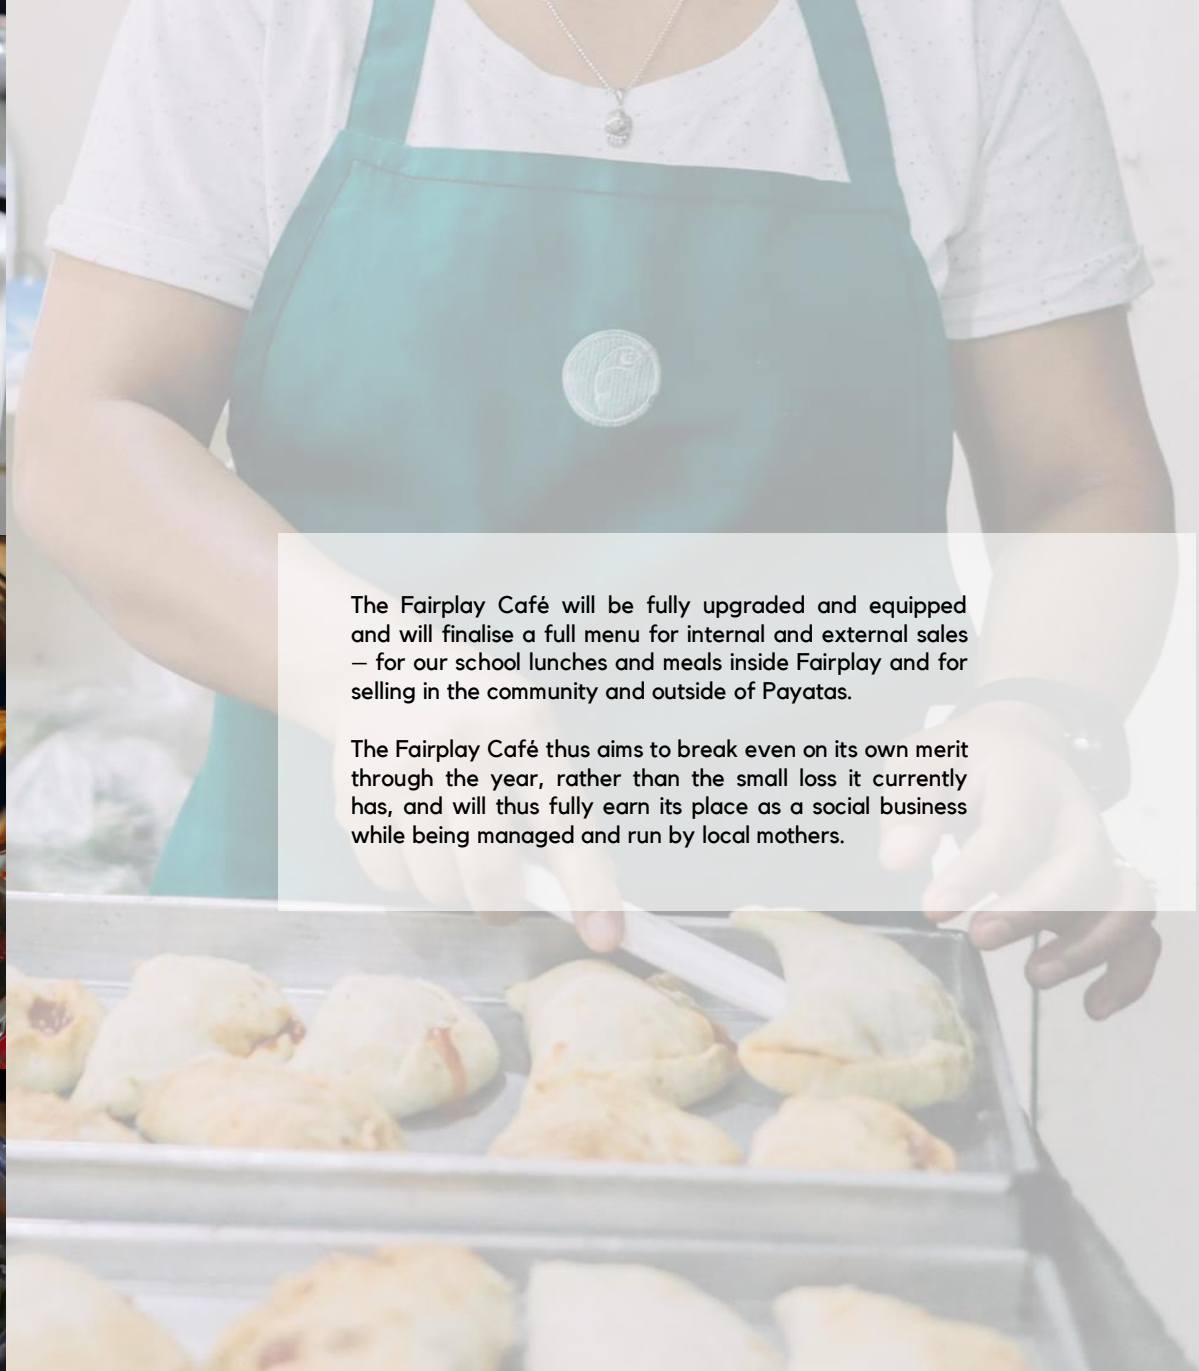 The Fairplay Café will be fully upgraded and equipped
and will finalise a full menu for internal and external sales
– for our school lunches and meals inside Fairplay and for
selling in the community and outside of Payatas.
The Fairplay Café thus aims to break even on its own merit
through the year, rather than the small loss it currently
has, and will thus fully earn its place as a social business
while being managed and run by local mothers.